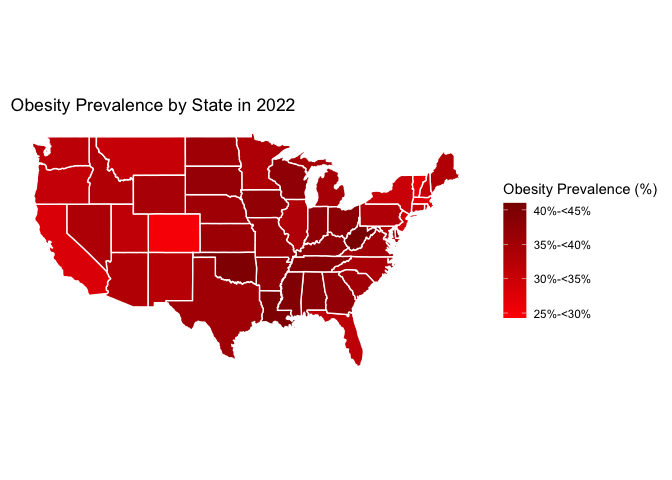 Obesity Prevalence by State in 2022
Obesity Prevalence (%)
40%-<45%
35%-<40%
30%-<35%
25%-<30%